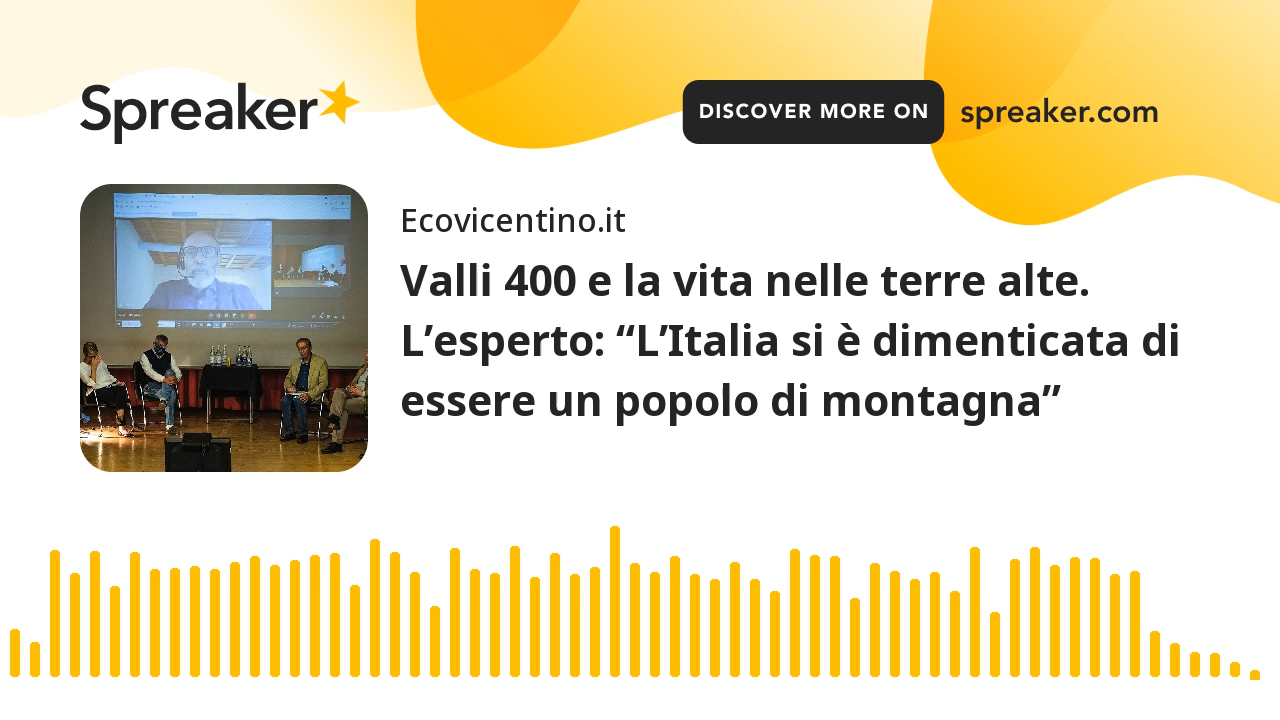 Spreaker
DISCOVER MORE ON spreaker.com
Ecovicentino.it
Valli 400 e la vita nelle terre alte.
L’esperto: “L’Italia si è dimenticata di
essere un popolo di montagna”